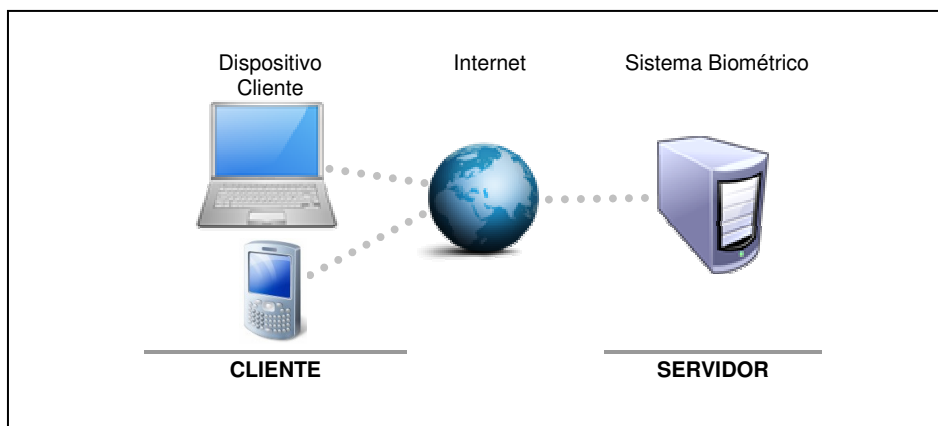 Dispositivo
Cliente
Internet
Sistema Biométrico
CLIENTE
SERVIDOR